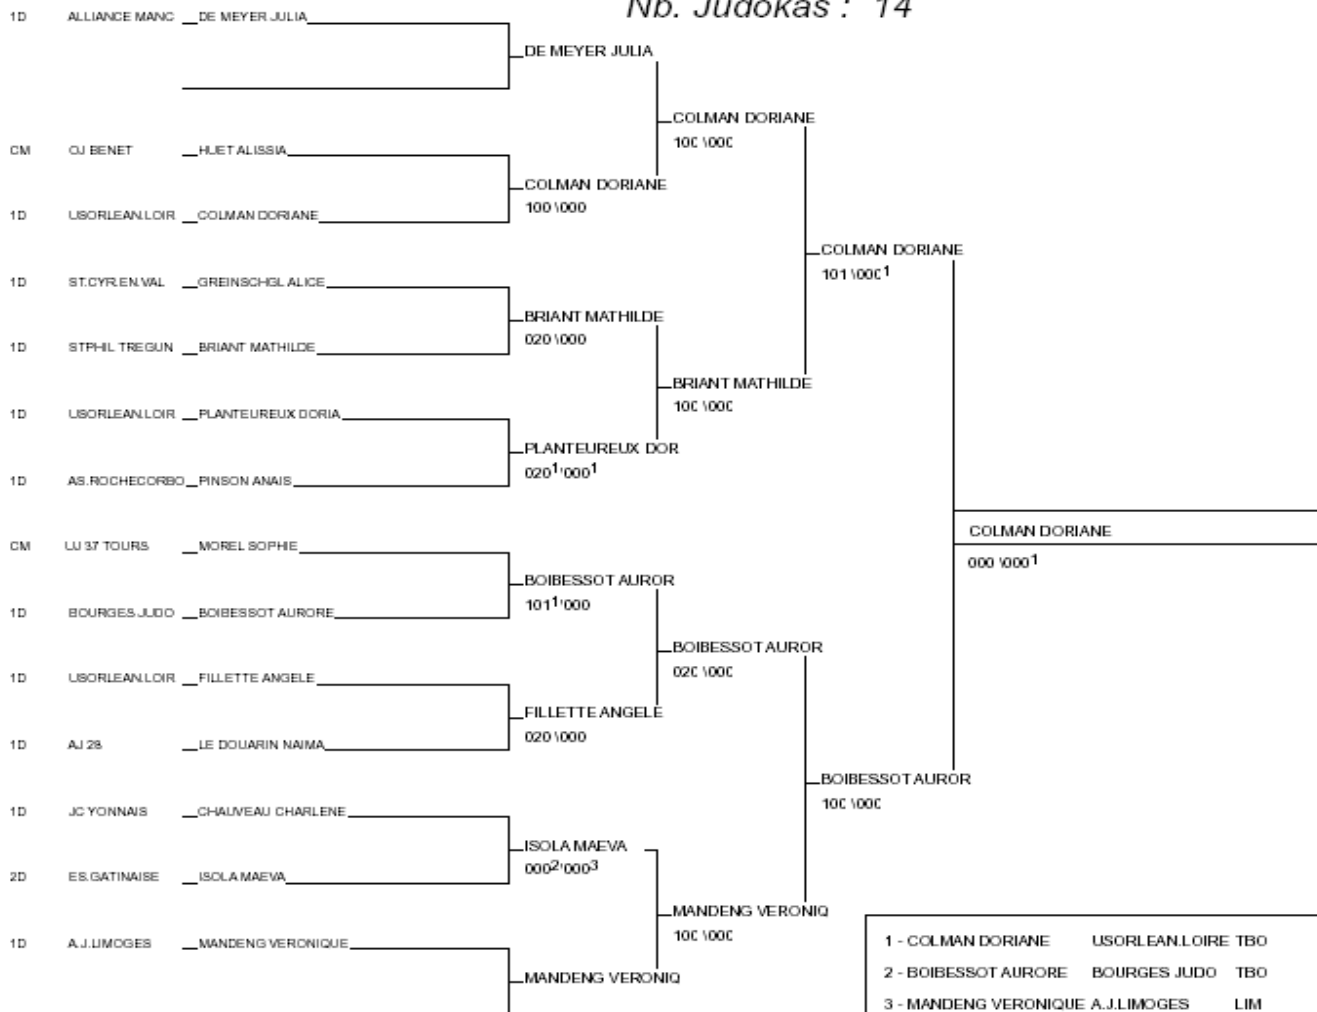 Nb. Judokas : 14
1D ALLIANCE MANC DE MEYER JULIA
DE MEYER JULIA
COLMAN DORIANE
100 \000
CM OJ BENET HUET ALISSIA
COLMAN DORIANE
100 \000
1D USORLEAN.LOIR COLMAN DORIANE
COLMAN DORIANE
101 \000 1
1D ST.CYR.EN.VAL GREINSCHGL ALICE
BRIANT MATHILDE
020 \000
1D STPHIL TREGUN BRIANT MATHILDE
BRIANT MATHILDE
100 \000
1D USORLEAN.LOIR PLANTEUREUX DORIA
PLANTEUREUX DOR
020 1 '000 1
1D AS.ROCHECORBO PINSON ANAIS
COLMAN DORIANE
000 \000 1
CM UJ 37 TOURS MOREL SOPHIE
BOIBESSOT AUROR
101 1 '000
1D BOURGES JUDO BOIBESSOT AURORE
BOIBESSOT AUROR
020 \000
1D USORLEAN.LOIR FILLETTE ANGELE
FILLETTE ANGELE
020 \000
1D AJ 28 LE DOUARIN NAIMA
BOIBESSOT AUROR
100 \000
1D JC YONNAIS CHAUVEAU CHARLENE
ISOLA MAEVA
000 2 '000 3
2D ES.GATINAISE ISOLA MAEVA
MANDENG VERONIQ
100 \000
1D A.J.LIMOGES MANDENG VERONIQUE
MANDENG VERONIQ
1 - COLMAN DORIANE USORLEAN.LOIRE TBO
2 - BOIBESSOT AURORE BOURGES JUDO TBO
3 - MANDENG VERONIQUE A.J.LIMOGES LIM